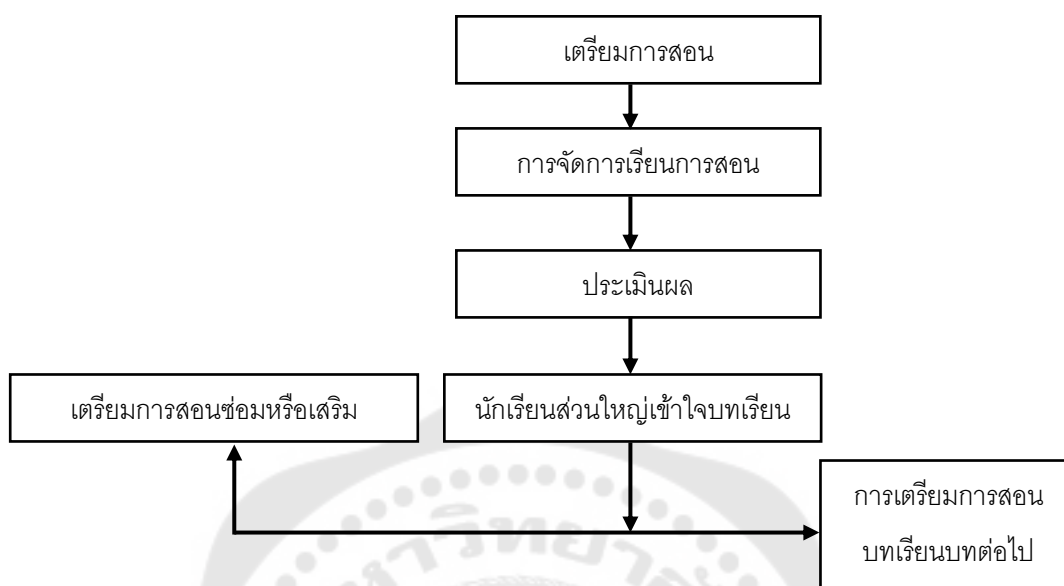 เตรียมการสอน
การจัดการเรียนการสอน
ประเมินผล
เตรียมการสอนซ่อมหรือเสริม
นักเรียนส่วนใหญ่เข้าใจบทเรียน
การเตรียมการสอน
บทเรียนบทต่อไป